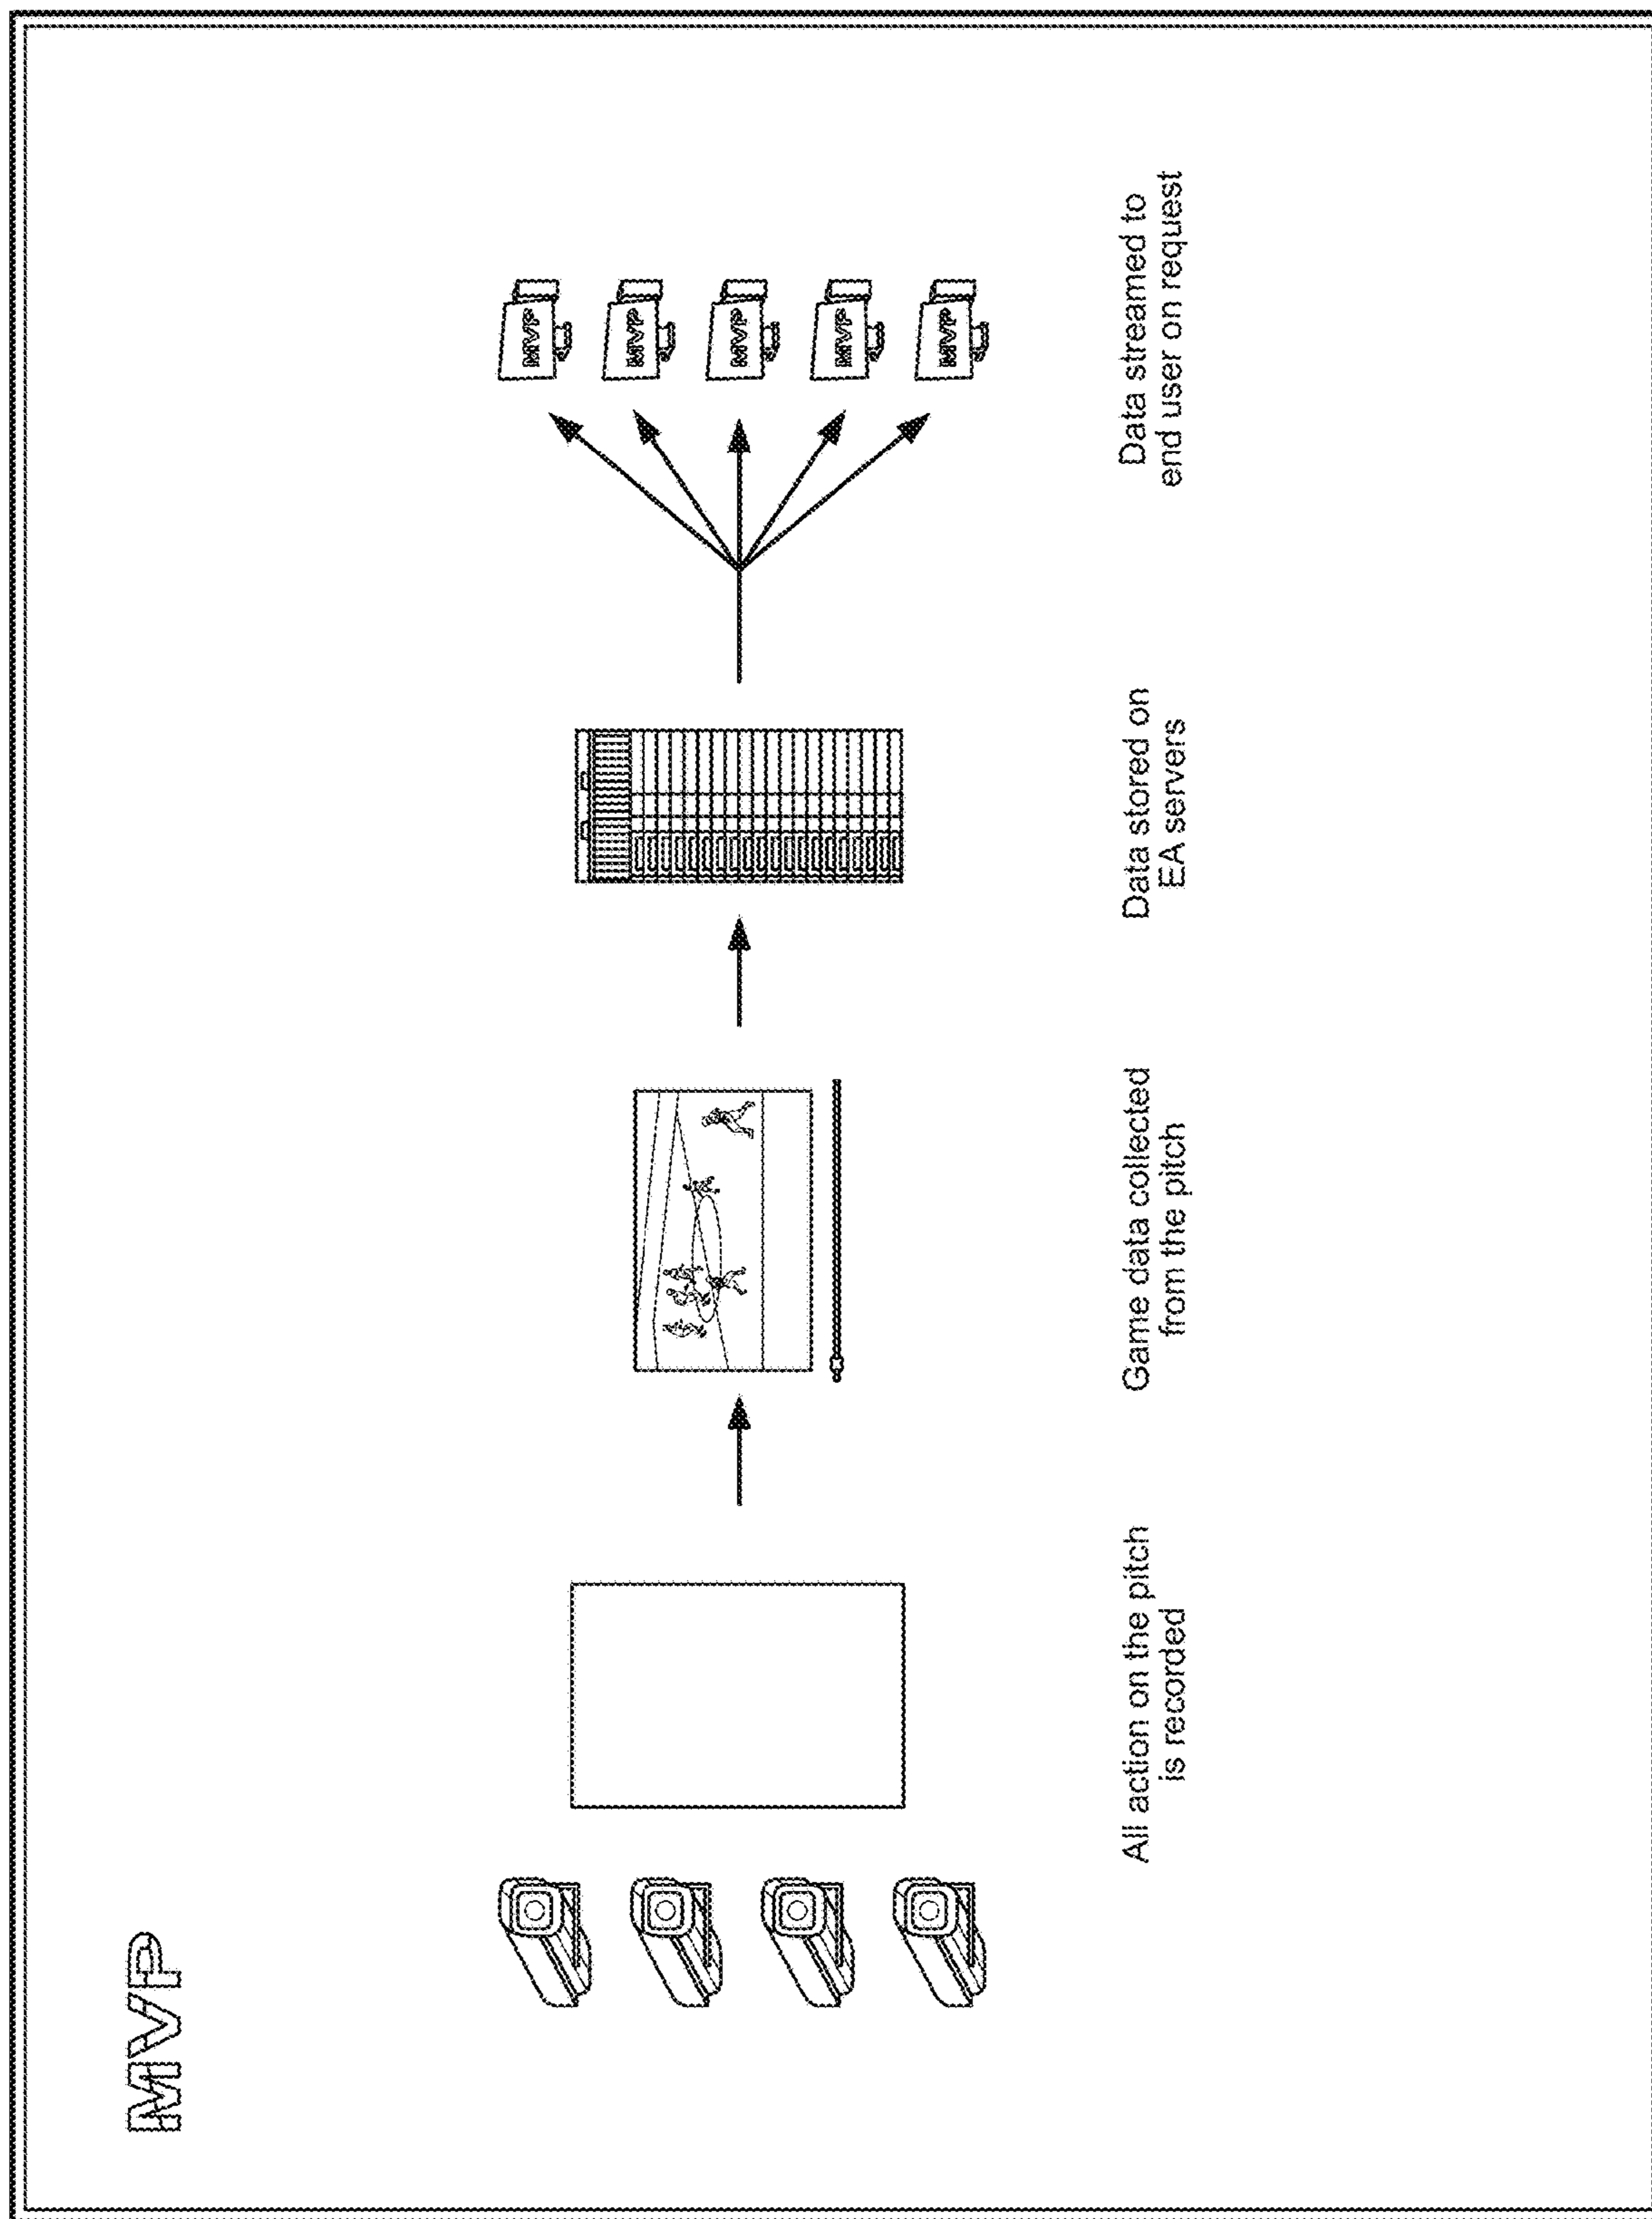 MVP
MVP
MVP
MVP
MVP
MVP
All action on the pitch
is recorded
Game data collected
from the pitch
Data stored on
EA servers
Data streamed to
end user on request